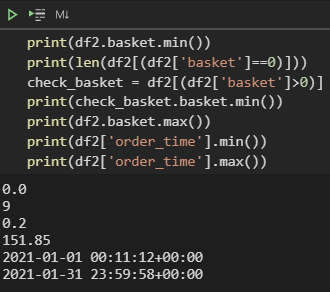 M↓
print(df2.basket.min())
print(len(df2[(df2['basket']==0)]))
check_basket = df2[(df2['basket']>0)]
print(check_basket.basket.min())
print(df2.basket.max())
print(df2['order_time'].min())
print(df2['order_time'].max())
0.0
9
0.2
151.85
2021-01-01 00:11:12+00:00
2021-01-31 23:59:58+00:00